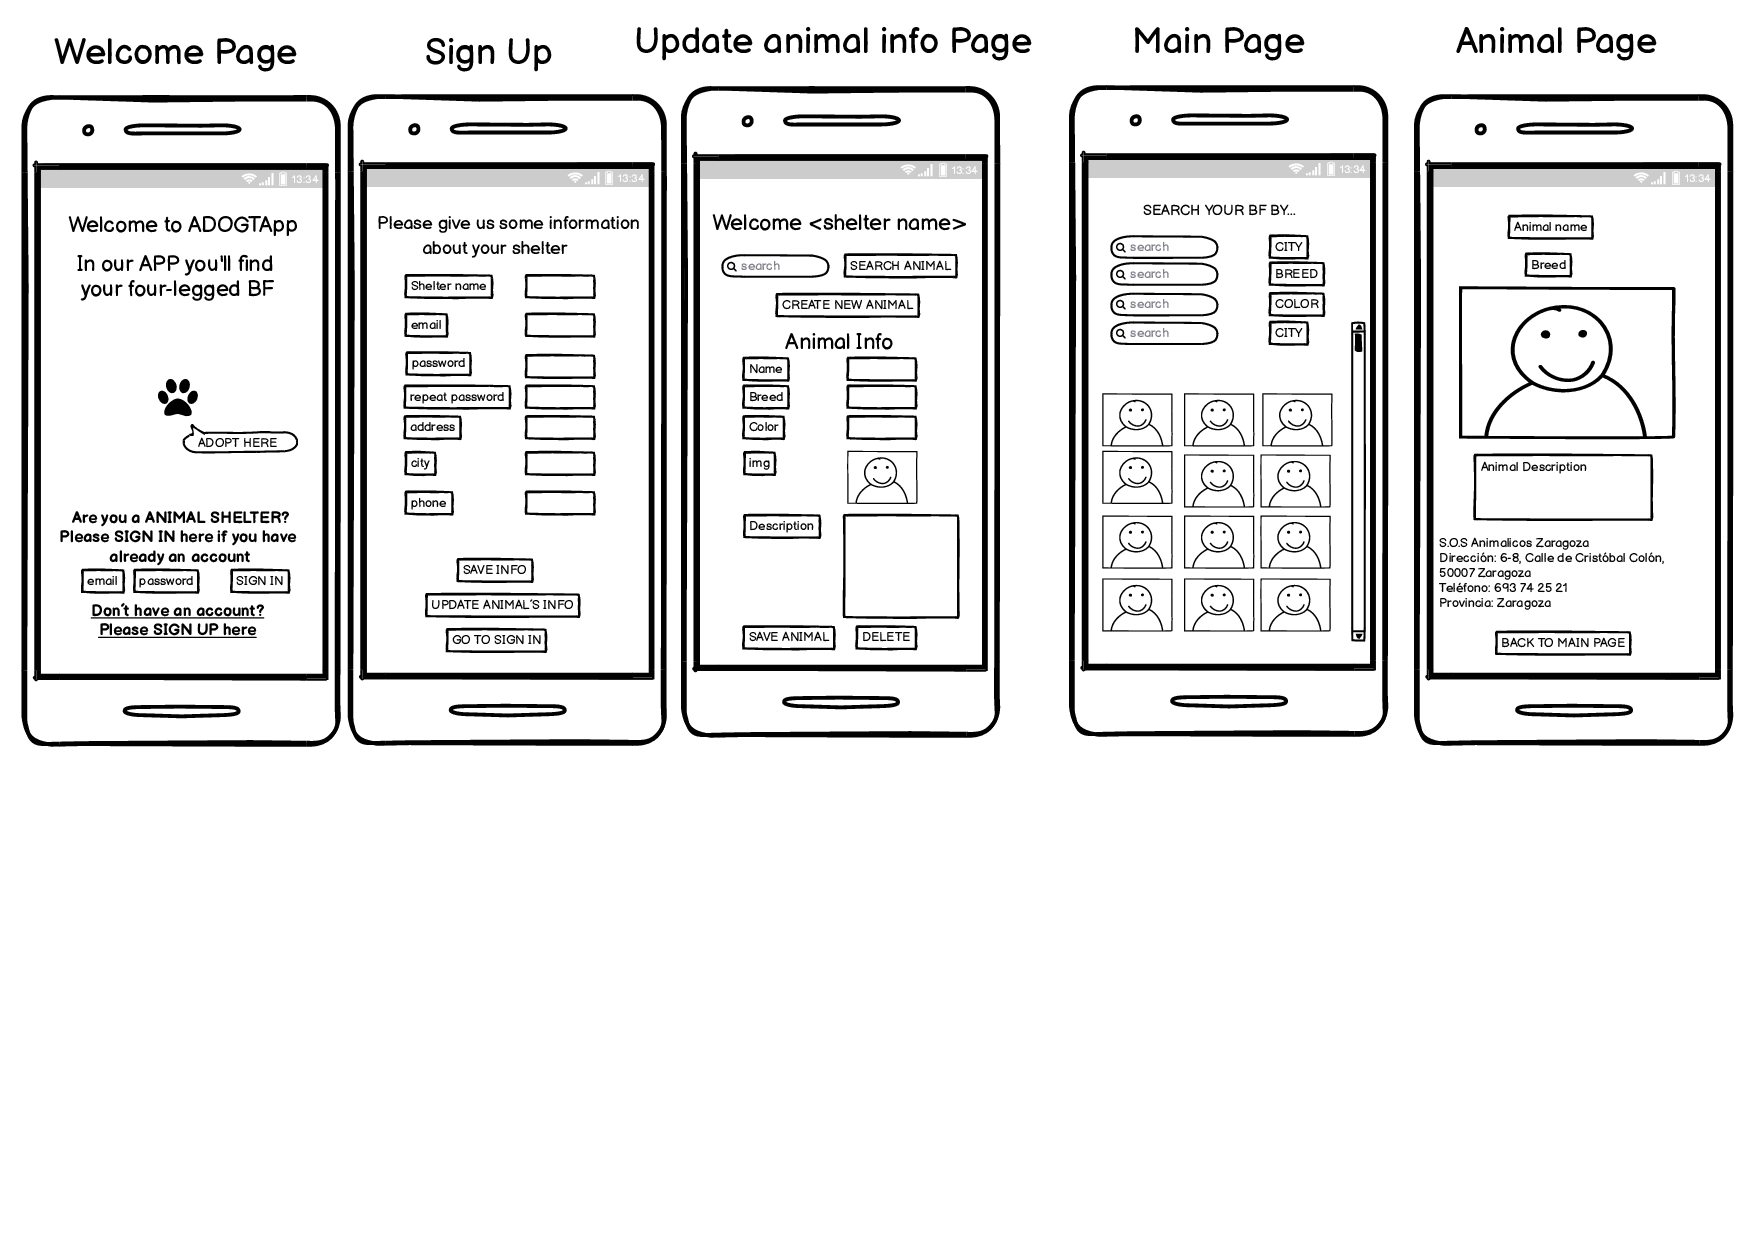 Welcome Page
13:34
Welcome to ADOGTApp
In our APP you'll find
your four-legged BF
ADOPT HERE
Are you a ANIMAL SHELTER?
Please SIGN IN here if you have
already an account
email password SIGN IN
Don´t have an account?
Please SIGN UP here
Sign Up
13:34
Please give us some information
about your shelter
Shelter name
email
password
repeat password
address
city
phone
SAVE INFO
UPDATE ANIMAL´S INFO
GO TO SIGN IN
Update animal info Page
13:34
Welcome <shelter name>
search SEARCH ANIMAL
CREATE NEW ANIMAL
Animal Info
Name
Breed
Color
img
Description
SAVE ANIMAL DELETE
Main Page
13:34
SEARCH YOUR BF BY...
search CITY
search BREED
search COLOR
search CITY
Animal Page
13:34
Animal name
Breed
Animal Description
S.O.S Animalicos Zaragoza
Dirección: 6-8, Calle de Cristóbal Colón,
50007 Zaragoza
Teléfono: 693 74 25 21
Provincia: Zaragoza
BACK TO MAIN PAGE